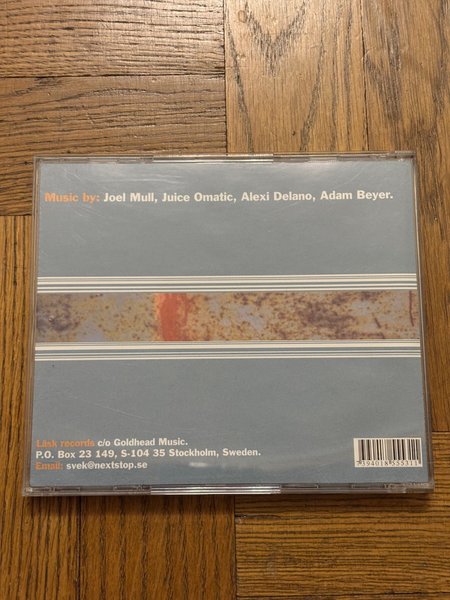 Music by: Joel Mull, Juice Omatic, Alexi Delano, Adam Beyer.
Läsk records c/o Goldhead Music.
P.O. Box 23 149, S-104 35 Stockholm, Sweden.
Email: svek@nextstop.se
7394018555311